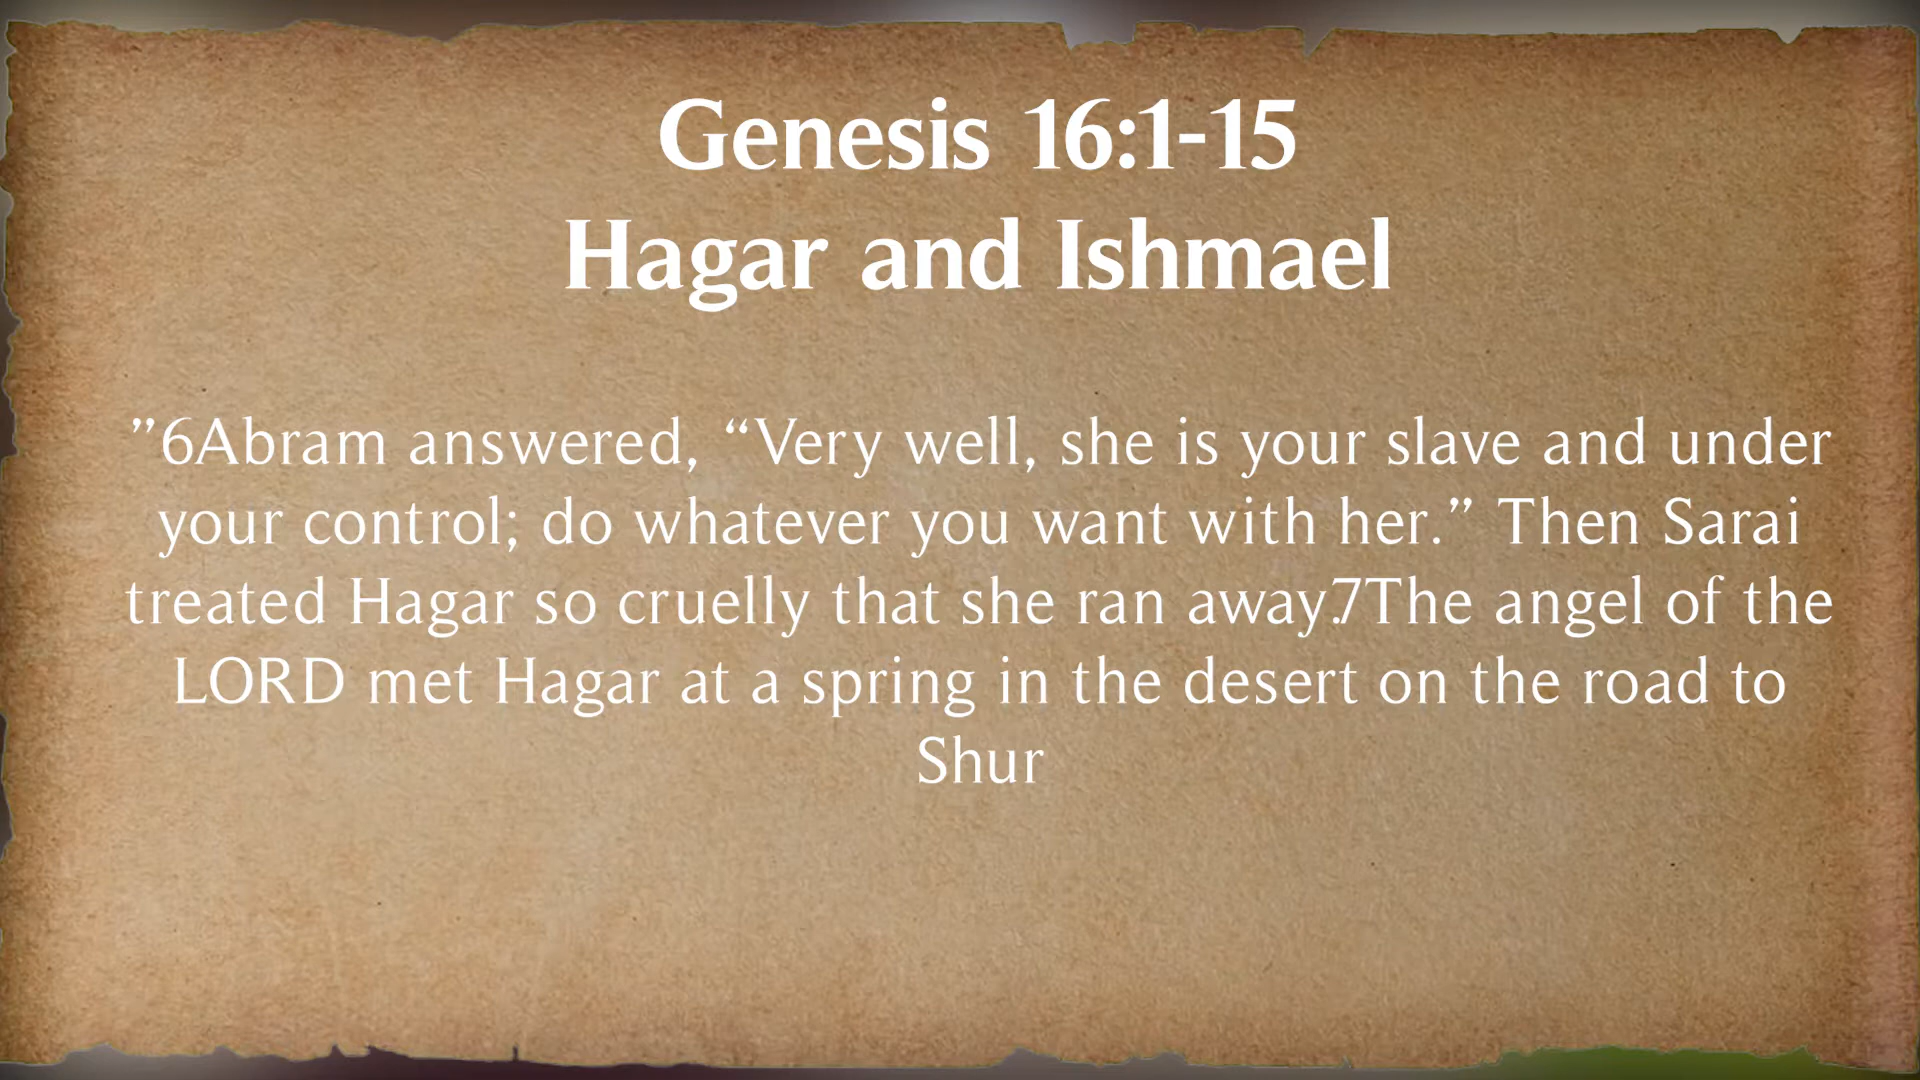 Genesis 16:1-15
Hagar and Ishmael
”6Abram answered, “Very well, she is your slave and under
your control; do whatever you want with her.” Then Sarai
treated Hagar so cruelly that she ran away.7The angel of the
LORD met Hagar at a spring in the desert on the road to
Shur